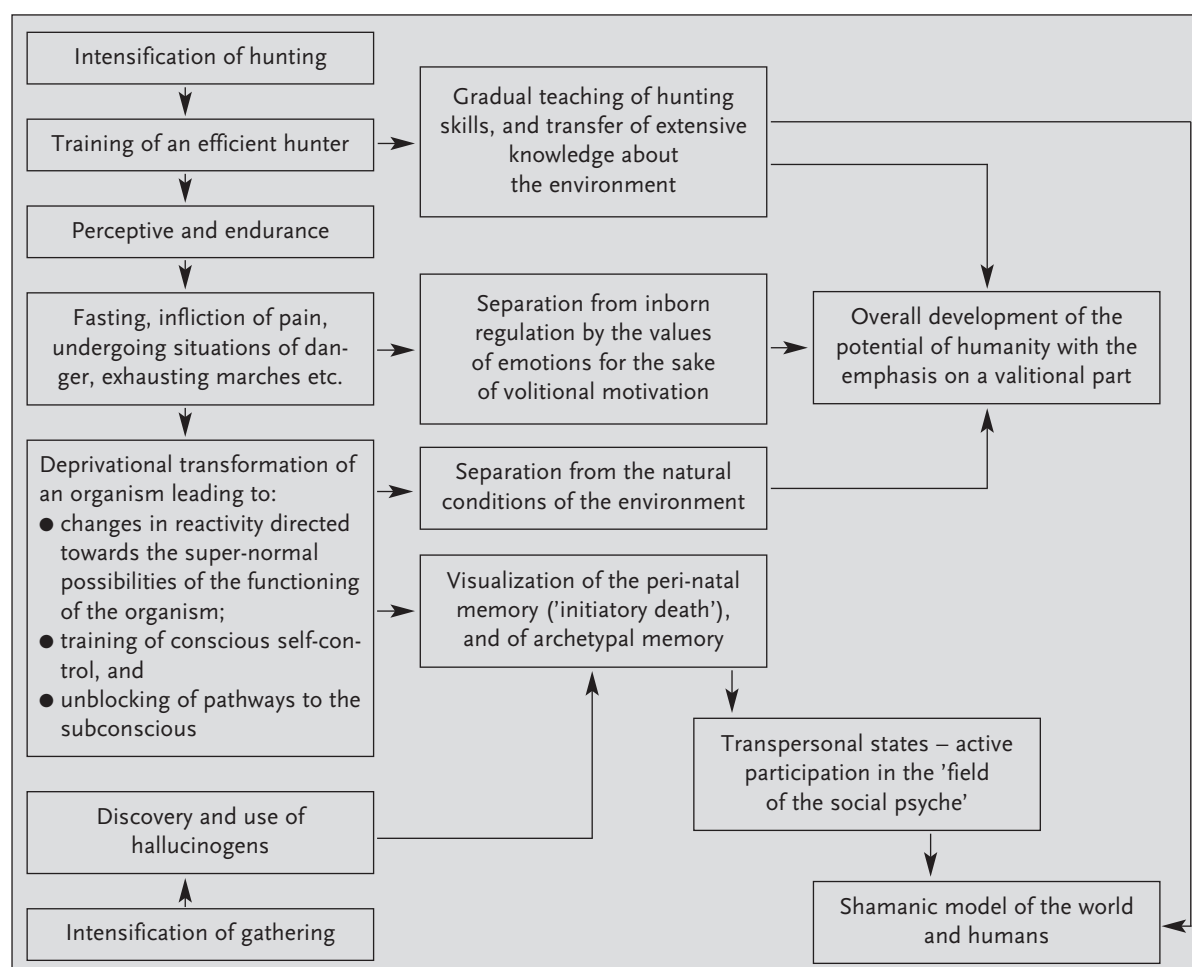 Intensification of hunting
Training of an efficient hunter
Gradual teaching of hunting
skills, and transfer of extensive
knowledge about
the environment
Perceptive and endurance
Fasting, infliction of pain,
undergoing situations of dan-
ger, exhausting marches etc.
Separation from inborn
regulation by the values
of emotions for the sake
of volitional motivation
Overall development of the
potential of humanity with the
emphasis on a valitional part
Deprivational transformation of
an organism leading to:
● changes in reactivity directed
towards the super-normal
possibilities of the functioning
of the organism;
● training of conscious self-con-
trol, and
● unblocking of pathways to the
subconscious
Separation from the natural
conditions of the environment
Visualization of the peri-natal
memory (’initiatory death’),
and of archetypal memory
Transpersonal states – active
participation in the ’field
of the social psyche’
Discovery and use of
hallucinogens
Intensification of gathering
Shamanic model of the world
and humans